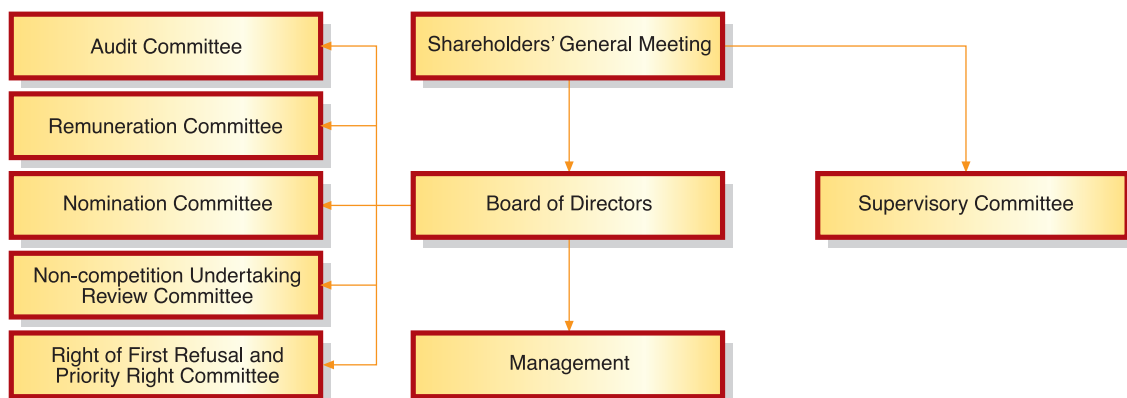 Audit Committee
Remuneration Committee
Nomination Committee
Non-competition Undertaking
Review Committee
Right of First Refusal and
Priority Right Committee
Shareholders' General Meeting
Board of Directors
Management
Supervisory Committee